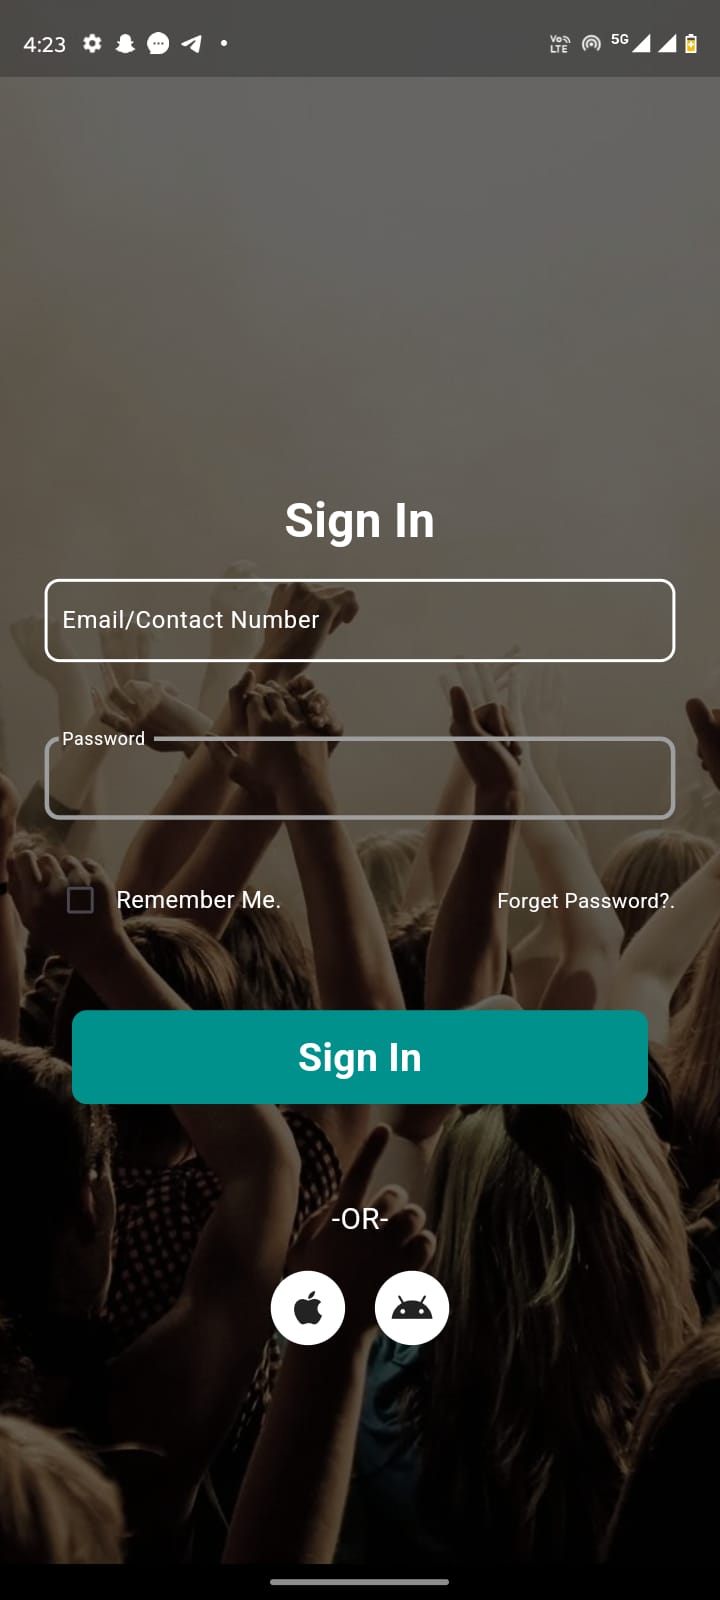 4:23
Vo LTE 5G
Sign In
Email/Contact Number
Password
Remember Me.
Forget Password?.
Sign In
-OR-